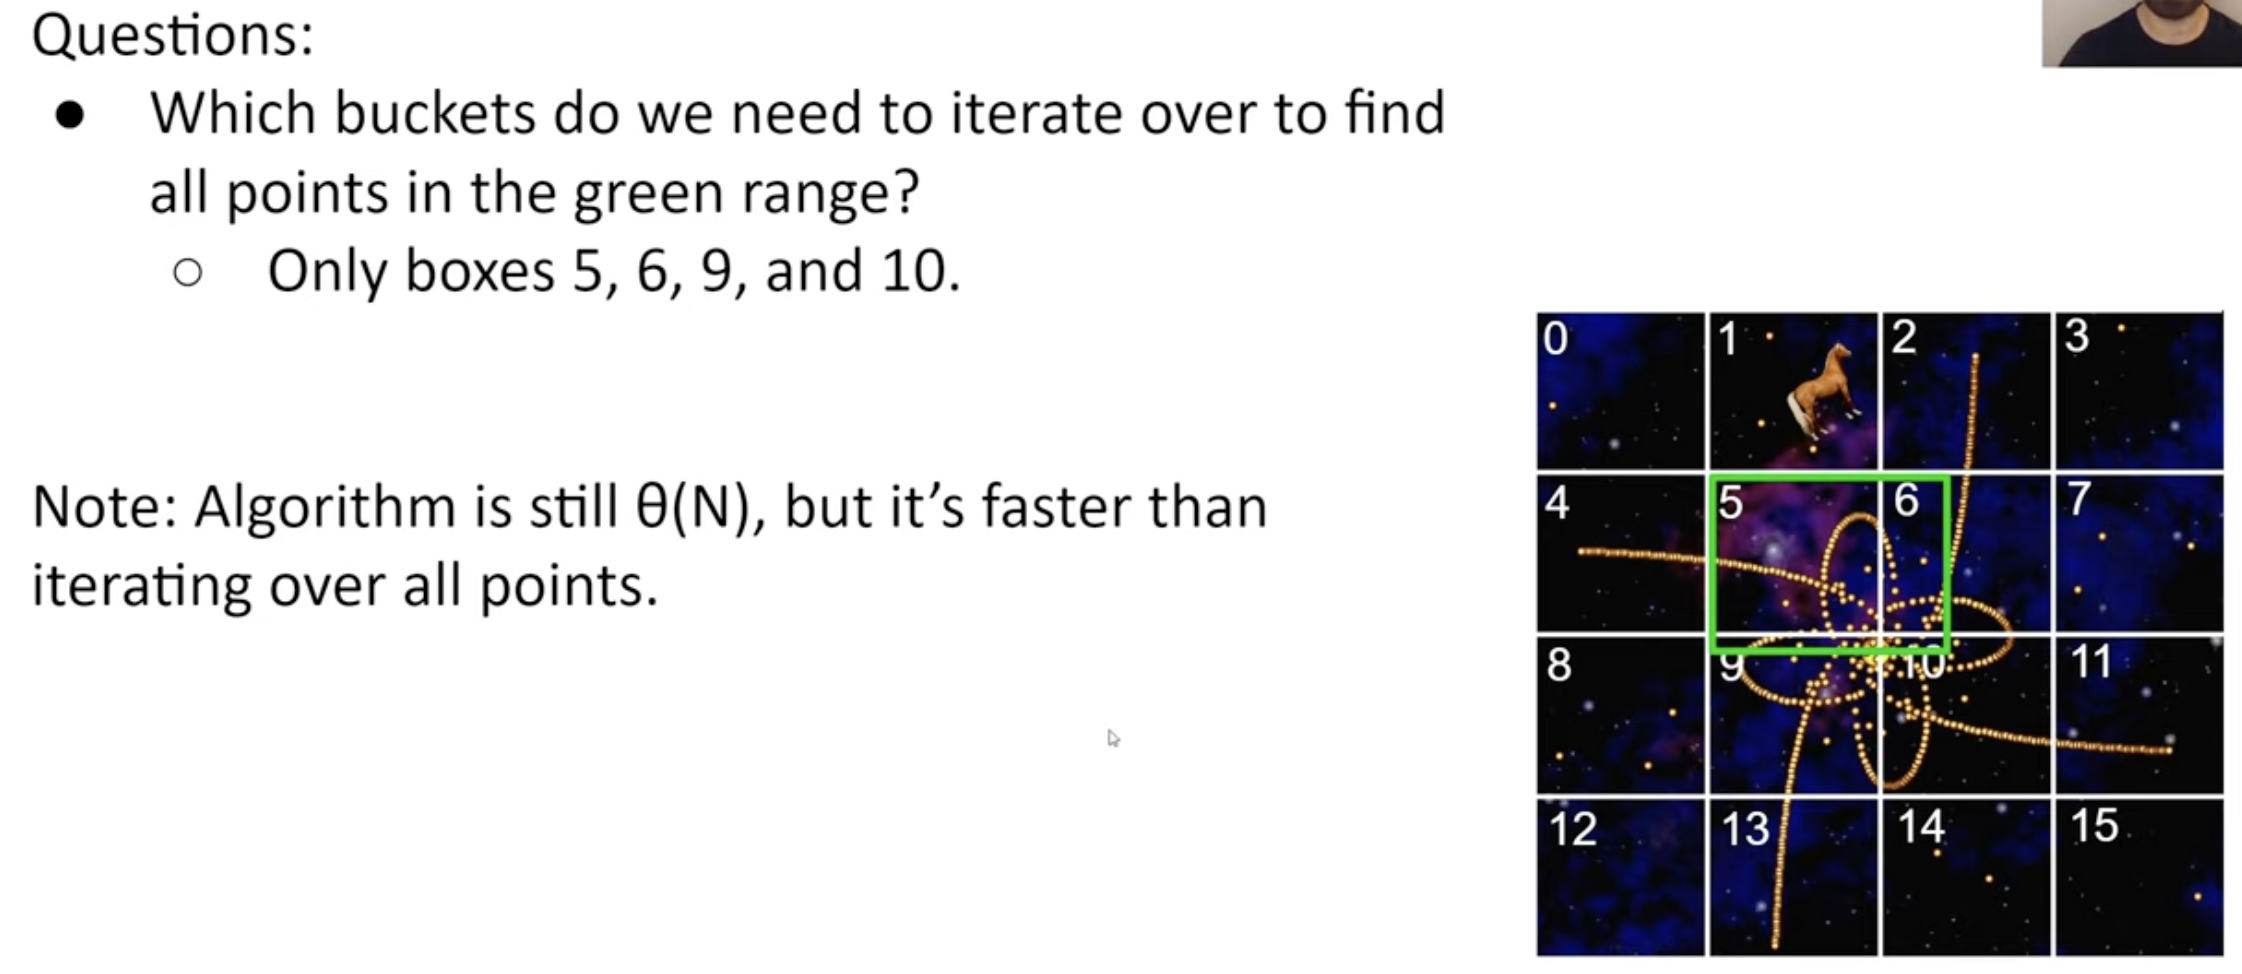 Questions:
● Which buckets do we need to iterate over to find
all points in the green range?
○ Only boxes 5, 6, 9, and 10.
Note: Algorithm is still θ(N), but it’s faster than
iterating over all points.
0 1 2 3
4 5 6 7
8 9 10 11
12 13 14 15